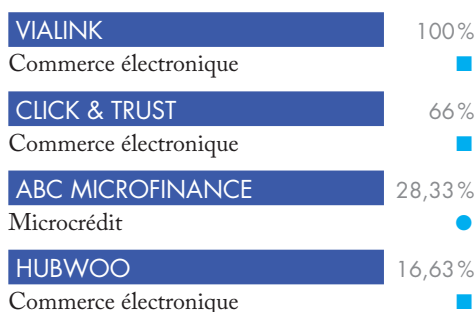 VIALINK 100%
Commerce électronique
CLICK & TRUST 66%
Commerce électronique
ABC MICROFINANCE 28,33%
Microcrédit
HUBWOO 16,63%
Commerce électronique